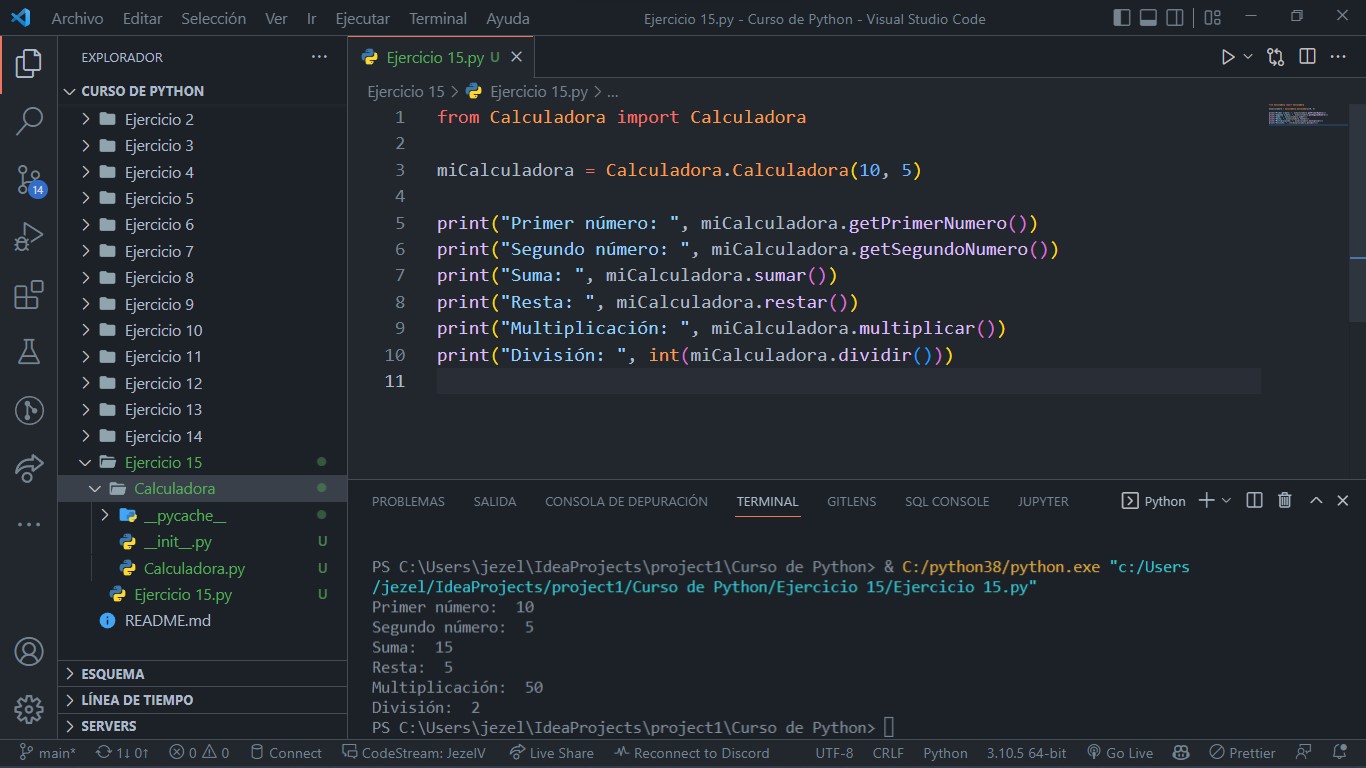 Archivo Editar Selección Ver Ir Ejecutar Terminal Ayuda
Ejercicio 15.py - Curso de Python - Visual Studio Code
EXPLORADOR
CURSO DE PYTHON
Ejercicio 2
Ejercicio 3
Ejercicio 4
Ejercicio 5
Ejercicio 6
Ejercicio 7
Ejercicio 8
Ejercicio 9
Ejercicio 10
Ejercicio 11
Ejercicio 12
Ejercicio 13
Ejercicio 14
Ejercicio 15
Calculadora
__pycache__
__init__.py U
Calculadora.py U
Ejercicio 15.py U
README.md
ESQUEMA
LÍNEA DE TIEMPO
SERVERS
14
Ejercicio 15.py U
Ejercicio 15 > Ejercicio 15.py > ...
1 from Calculadora import Calculadora
2
3 miCalculadora = Calculadora.Calculadora(10, 5)
4
5 print("Primer número: ", miCalculadora.getPrimerNumero())
6 print("Segundo número: ", miCalculadora.getSegundoNumero())
7 print("Suma: ", miCalculadora.sumar())
8 print("Resta: ", miCalculadora.restar())
9 print("Multiplicación: ", miCalculadora.multiplicar())
10 print("División: ", int(miCalculadora.dividir()))
11
PROBLEMAS SALIDA CONSOLA DE DEPURACIÓN TERMINAL GITLENS SQL CONSOLE JUPYTER
Python
PS C:\Users\jezel\IdeaProjects\project1\Curso de Python> & C:/python38/python.exe "c:/Users
/jezel/IdeaProjects/project1/Curso de Python/Ejercicio 15/Ejercicio 15.py"
Primer número:  10
Segundo número:  5
Suma:  15
Resta:  5
Multiplicación:  50
División:  2
PS C:\Users\jezel\IdeaProjects\project1\Curso de Python>
main* 1↓ 0↑ 0 0 Connect CodeStream: JezelV Live Share Reconnect to Discord UTF-8 CRLF Python 3.10.5 64-bit Go Live Prettier